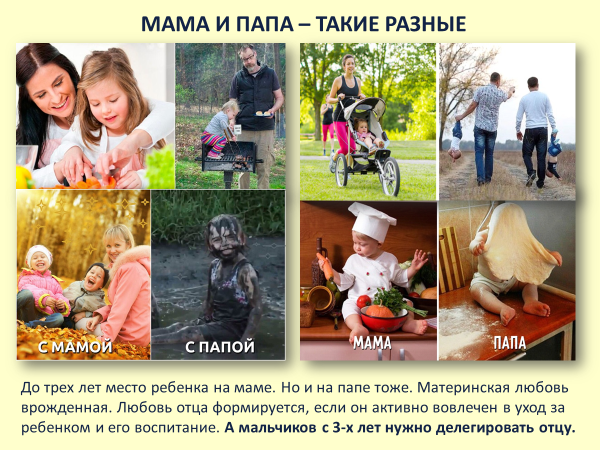 МАМА И ПАПА – ТАКИЕ РАЗНЫЕ
С МАМОЙ
С ПАПОЙ
МАМА
ПАПА
До трех лет место ребенка на маме. Но и на папе тоже. Материнская любовь
врожденная. Любовь отца формируется, если он активно вовлечен в уход за
ребенком и его воспитание. А мальчиков с 3-х лет нужно делегировать отцу.